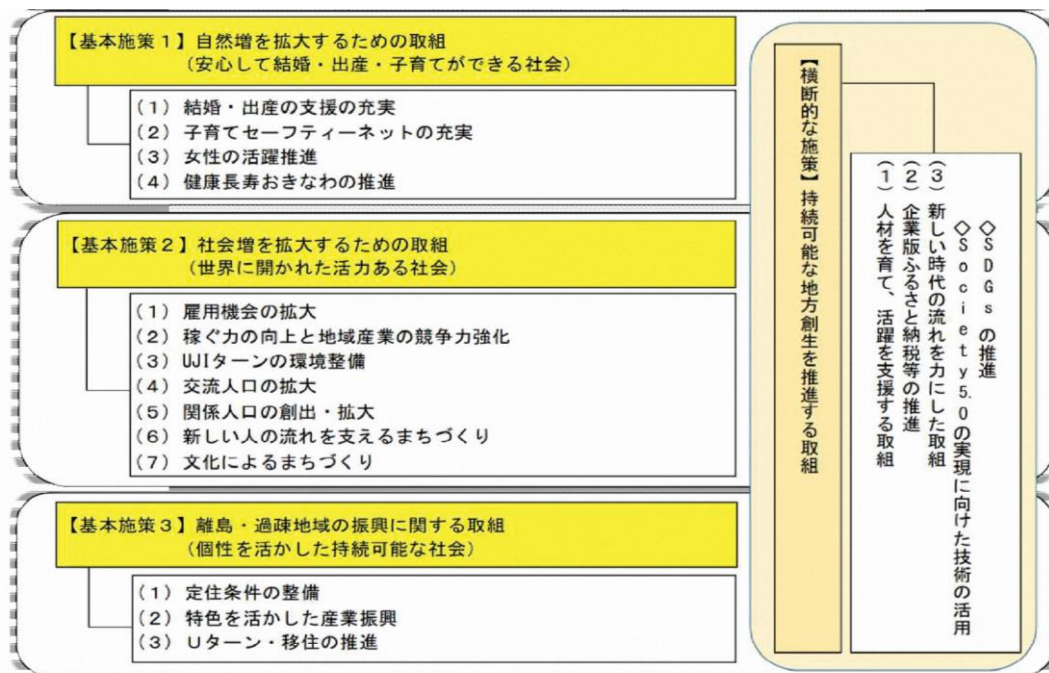 【基本施策1】自然増を拡大するための取組
(安心して結婚・出産・子育てができる社会)
(1) 結婚・出産の支援の充実
(2) 子育てセーフティーネットの充実
(3) 女性の活躍推進
(4) 健康長寿おきなわの推進
【基本施策2】社会増を拡大するための取組
(世界に開かれた活力ある社会)
(1) 雇用機会の拡大
(2) 稼ぐ力の向上と地域産業の競争力強化
(3) UJIターンの環境整備
(4) 交流人口の拡大
(5) 関係人口の創出・拡大
(6) 新しい人の流れを支えるまちづくり
(7) 文化によるまちづくり
【基本施策3】離島・過疎地域の振興に関する取組
(個性を活かした持続可能な社会)
(1) 定住条件の整備
(2) 特色を活かした産業振興
(3) Uターン・移住の推進
【横断的な施策】持続可能な地方創生を推進する取組
(1) 人材を育て、活躍を支援する取組
(2) 企業版ふるさと納税等の推進
(3) 新しい時代の流れを力にした取組
◇Society5.0の実現に向けた技術の活用
◇SDGsの推進